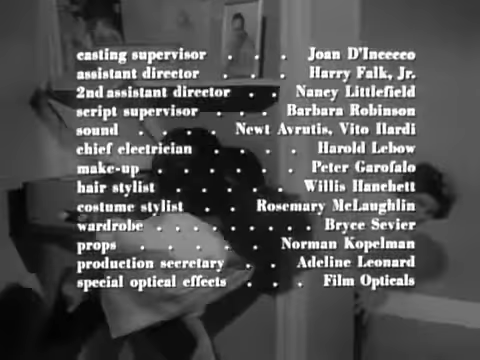 casting supervisor . . . Joan D'Inceeco
assistant director . . . Harry Falk, Jr.
2nd assistant director . . Nancy Littlefield
script supervisor . . . Barbara Robinson
sound . . . . Newt Avrutis, Vito Ilardi
chief electrician . . . . Harold Lebow
make-up . . . . . . Peter Garofalo
hair stylist . . . . . Willis Hanchett
costume stylist . . Rosemary McLaughlin
wardrobe . . . . . . . . Bryce Sevier
props . . . . . Norman Kopelman
production secretary . . Adeline Leonard
special optical effects . . . Film Opticals